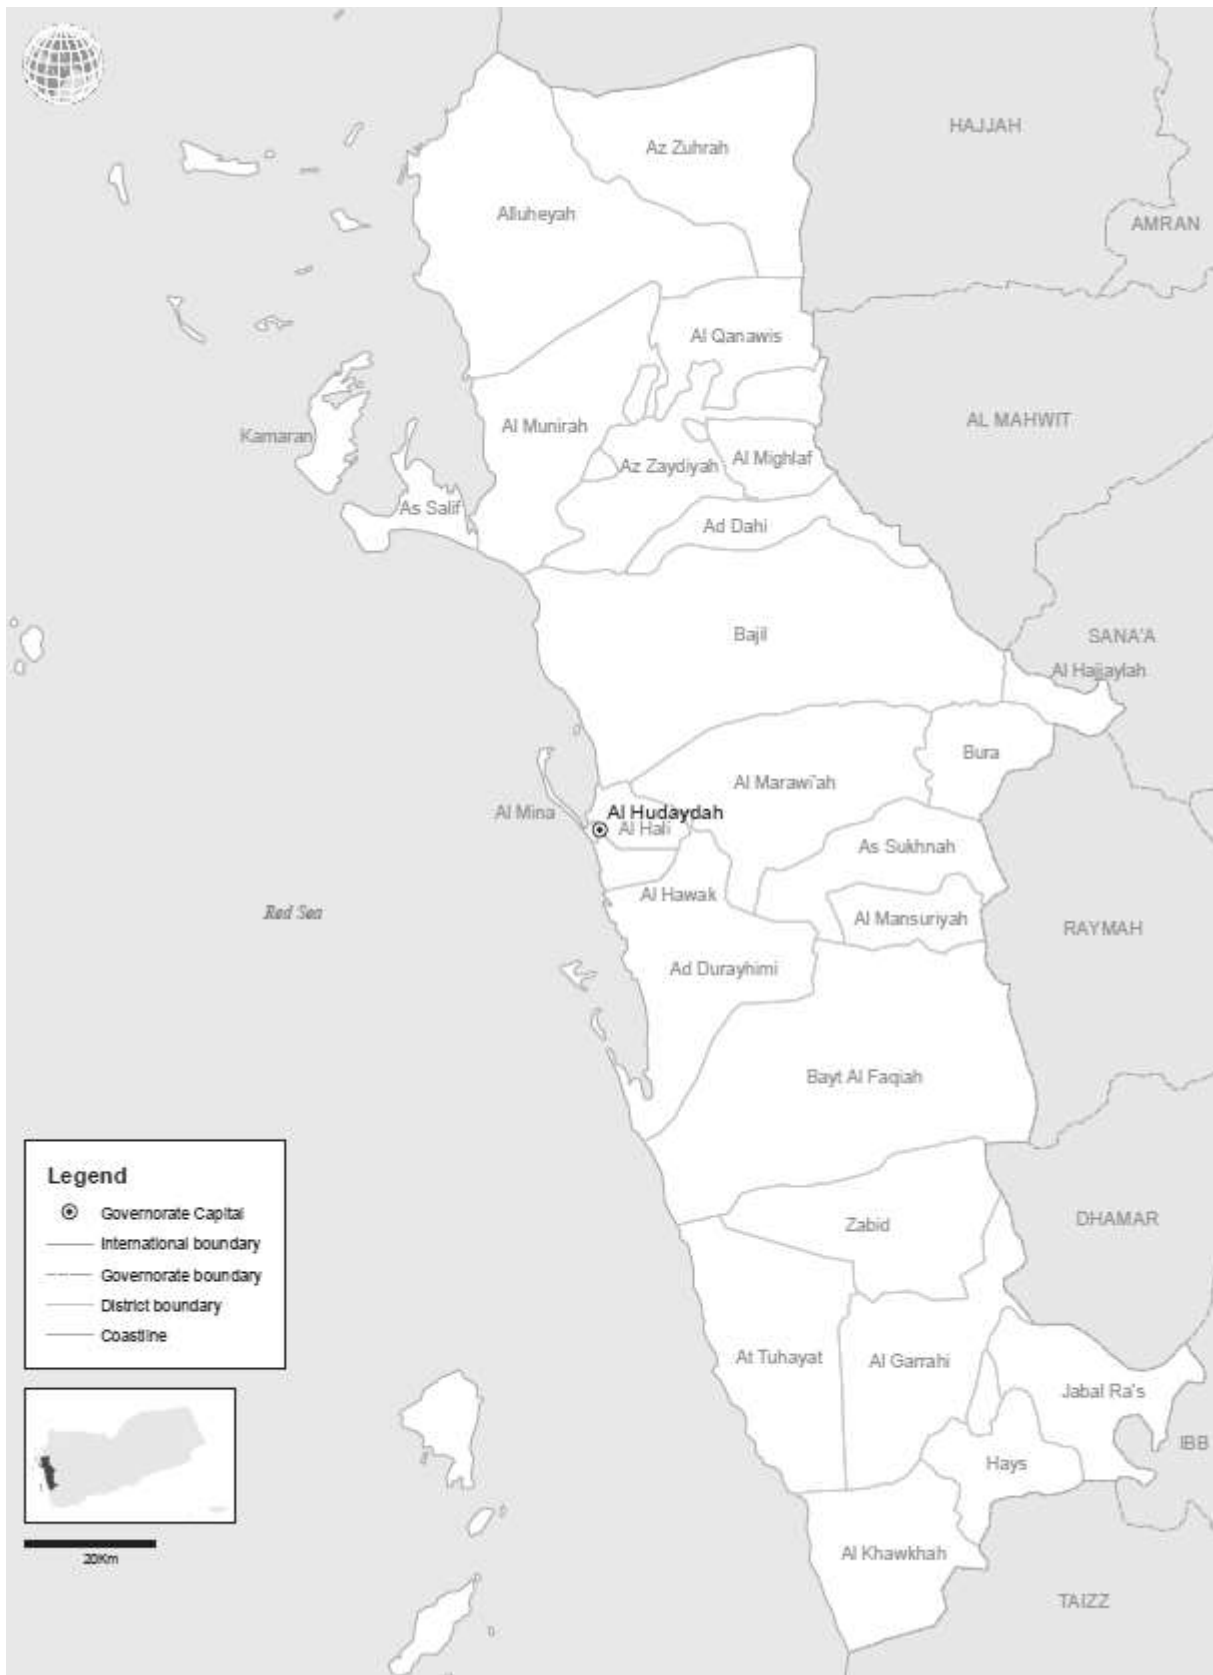 HAJJAH
Az Zuhrah
Alluheyah
AMRAN
Al Qanawis
AL MAHWIT
Al Munirah
Kamaran
Az Zaydiyah
Al Mighlaf
As Salif
Ad Dahi
Bajil
SANA'A
Al Hajjaylah
Bura
Al Marawi'ah
Al Mina
Al Hudaydah
Al Hali
As Sukhnah
Al Hawak
Al Mansuriyah
Red Sea
RAYMAH
Ad Durayhimi
Bayt Al Faqiah
Legend
Governorate Capital
International boundary
Governorate boundary
District boundary
Coastline
Zabid
DHAMAR
At Tuhayat
Al Garrahi
Jabal Ra's
IBB
Hays
20Km
Al Khawkhah
TAIZZ